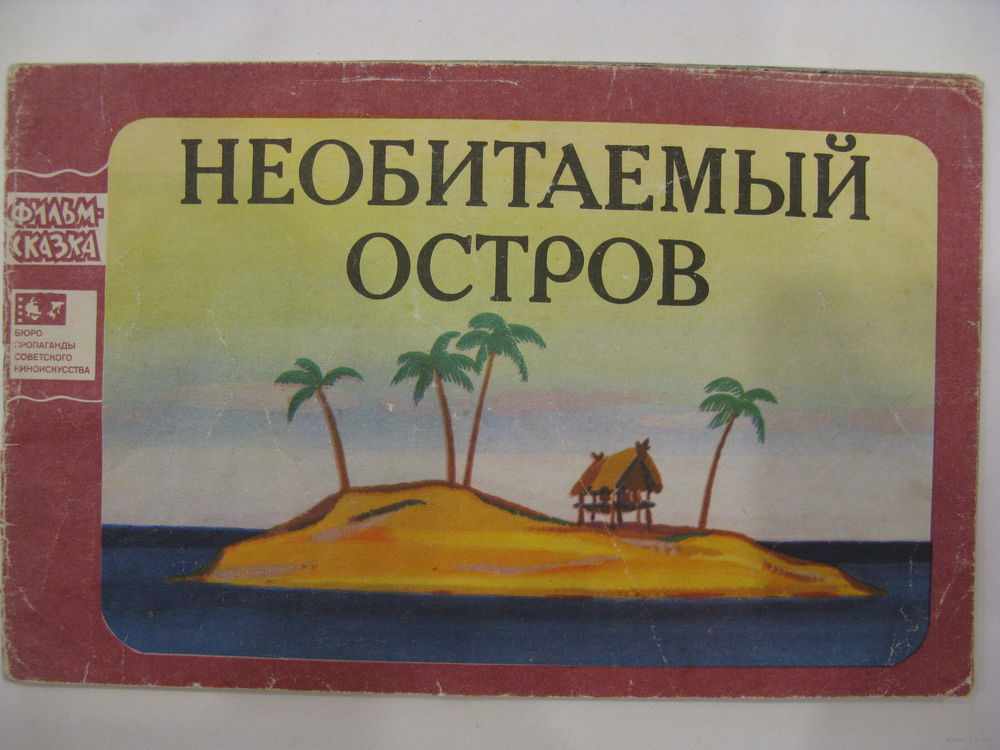 НЕОБИТАЕМЫЙ
ОСТРОВ
ФИЛЬМ-
СКАЗКА
БЮРО
ПРОПАГАНДЫ
СОВЕТСКОГО
КИНОИСКУССТВА